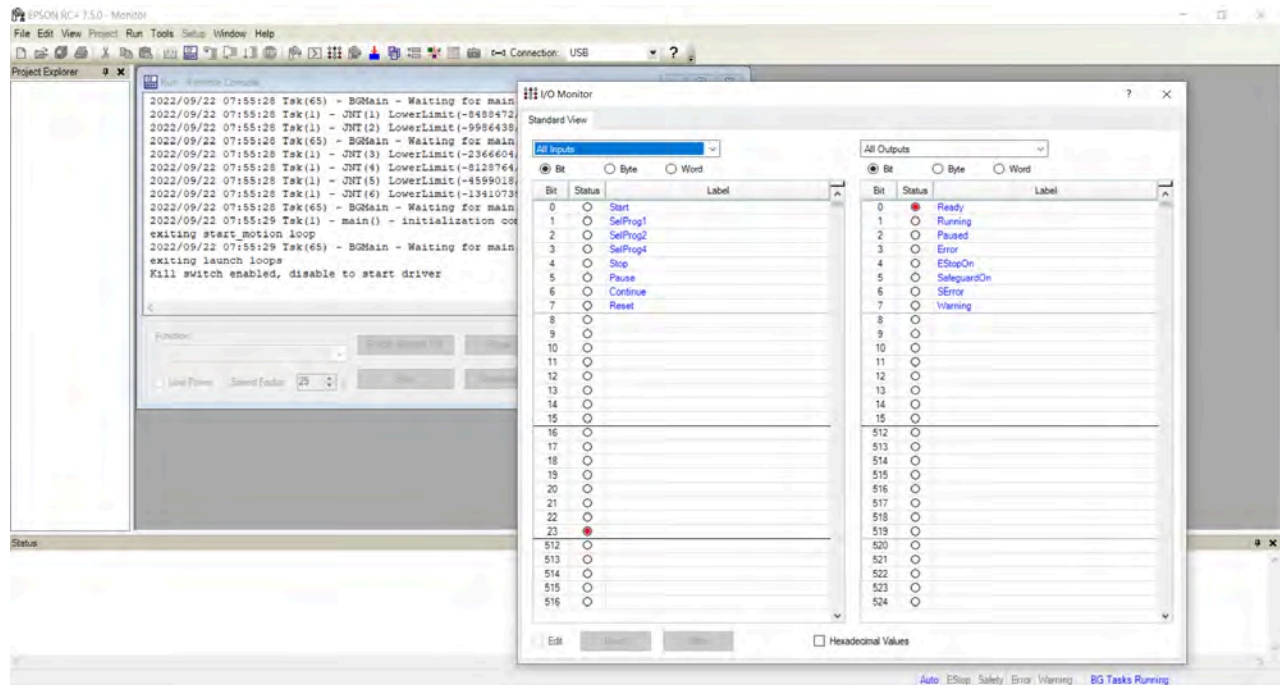 EPSON RC+ 7.5.0 - Monitor
File Edit View Project Run Tools Setup Window Help
Connection: USB
?
Project Explorer
2022/09/22 07:55:28 Tsk(65) - BGMain - Waiting for main
2022/09/22 07:55:28 Tsk(1) - JNT(1) LowerLimit(-8488472
2022/09/22 07:55:28 Tsk(1) - JNT(2) LowerLimit(-9986438
2022/09/22 07:55:28 Tsk(65) - BGMain - Waiting for main
2022/09/22 07:55:28 Tsk(1) - JNT(3) LowerLimit(-2366604
2022/09/22 07:55:28 Tsk(1) - JNT(4) LowerLimit(-8128764
2022/09/22 07:55:28 Tsk(1) - JNT(5) LowerLimit(-4599018
2022/09/22 07:55:28 Tsk(1) - JNT(6) LowerLimit(-1341073
2022/09/22 07:55:28 Tsk(65) - BGMain - Waiting for main
2022/09/22 07:55:29 Tsk(1) - main() - initialization
exiting start_motion loop
2022/09/22 07:55:29 Tsk(65) - BGMain - Waiting for main
exiting launch loops
Kill switch enabled, disable to start driver
Function:
Low Power Speed Factor: 25
I/O Monitor ?
Standard View
All Inputs
Bit Byte Word
Bit Status Label
0 Start
1 SelProg1
2 SelProg2
3 SelProg4
4 Stop
5 Pause
6 Continue
7 Reset
8
9
10
11
12
13
14
15
16
17
18
19
20
21
22
23
512
513
514
515
516
All Outputs
Bit Byte Word
Bit Status Label
0 Ready
1 Running
2 Paused
3 Error
4 EStopOn
5 SafeguardOn
6 SError
7 Warning
8
9
10
11
12
13
14
15
512
513
514
515
516
517
518
519
520
521
522
523
524
Edit
Hexadecimal Values
Status
Auto EStop Safety Error Warning BG Tasks Running